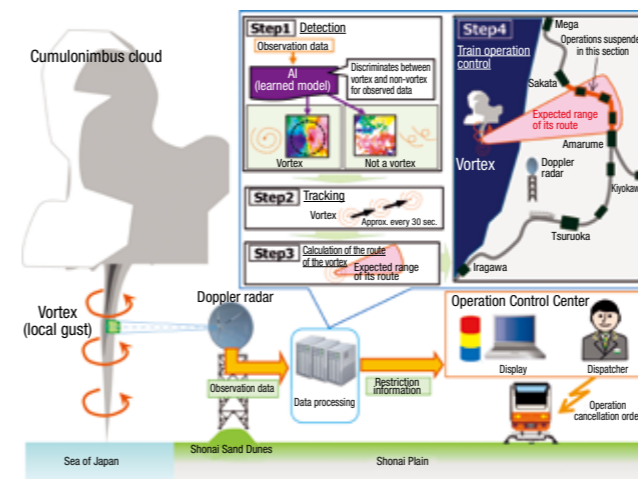 Cumulonimbus cloud
Vortex
(local gust)
Step1 Detection
Observation data
AI
(learned model)
Discriminates between
vortex and non-vortex
for observed data
Vortex
Not a vortex
Step2 Tracking
Vortex
Approx. every 30 sec.
Step3 Calculation of the route
of the vortex
Expected range
of its route
Step4
Train operation
control
Mega
Operations suspende
in this section
Sakata
Expected range
of its route
Amarume
Vortex
Doppler
radar
Kiyokaw
Tsuruoka
Iragawa
Doppler radar
Observation data
Data processing
Restriction
information
Operation Control Center
Display
Dispatcher
Operation
cancellation orde
Shonai Sand Dunes
Sea of Japan
Shonai Plain